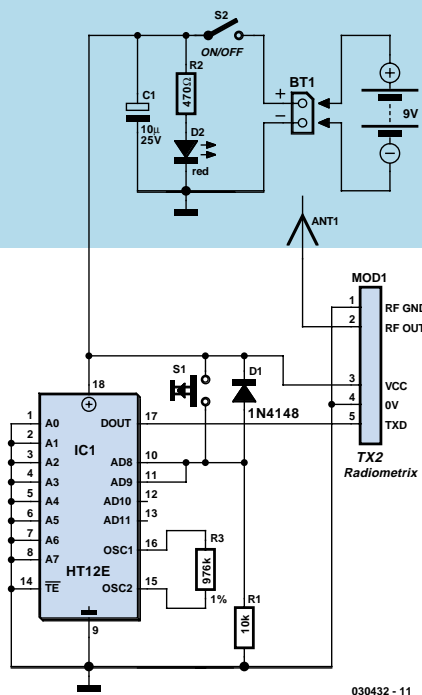 S2
ON/OFF
R2
470Ω
C1
10µ
25V
D2
red
BT1
+
−
+
9V
−
ANT1
MOD1
1 RF GND
2 RF OUT
3 VCC
4 0V
5 TXD
TX2
Radiometrix
S1
D1
1N4148
18
+
1 A0
2 A1
3 A2
4 A3
5 A4
6 A5
7 A6
8 A7
14 TE
IC1
HT12E
DOUT 17
AD8 10
AD9 11
AD10 12
AD11 13
OSC1 16
OSC2 15
9
R3
976k
1%
R1
10k
030432 - 11